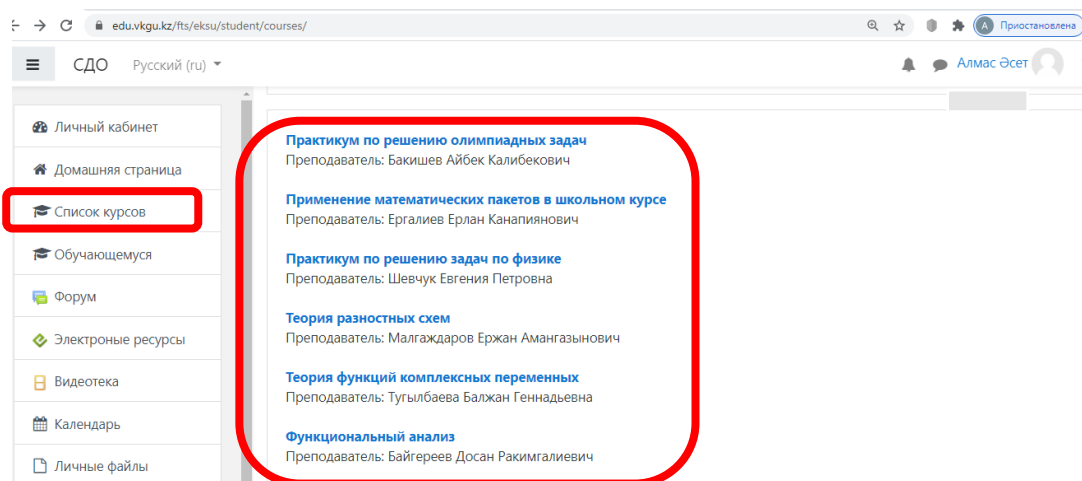 edu.vkgu.kz/fts/eksu/student/courses/
А Приостановлена
СДО Русский (ru)
Алмас Әсет
Личный кабинет
Домашняя страница
Список курсов
Обучающемуся
Форум
Электроные ресурсы
Видеотека
Календарь
Личные файлы
Практикум по решению олимпиадных задач
Преподаватель: Бакишев Айбек Калибекович
Применение математических пакетов в школьном курсе
Преподаватель: Ергалиев Ерлан Канапиянович
Практикум по решению задач по физике
Преподаватель: Шевчук Евгения Петровна
Теория разностных схем
Преподаватель: Малгаждаров Ержан Амангазынович
Теория функций комплексных переменных
Преподаватель: Тугылбаева Балжан Геннадьевна
Функциональный анализ
Преподаватель: Байгереев Досан Ракимгалиевич